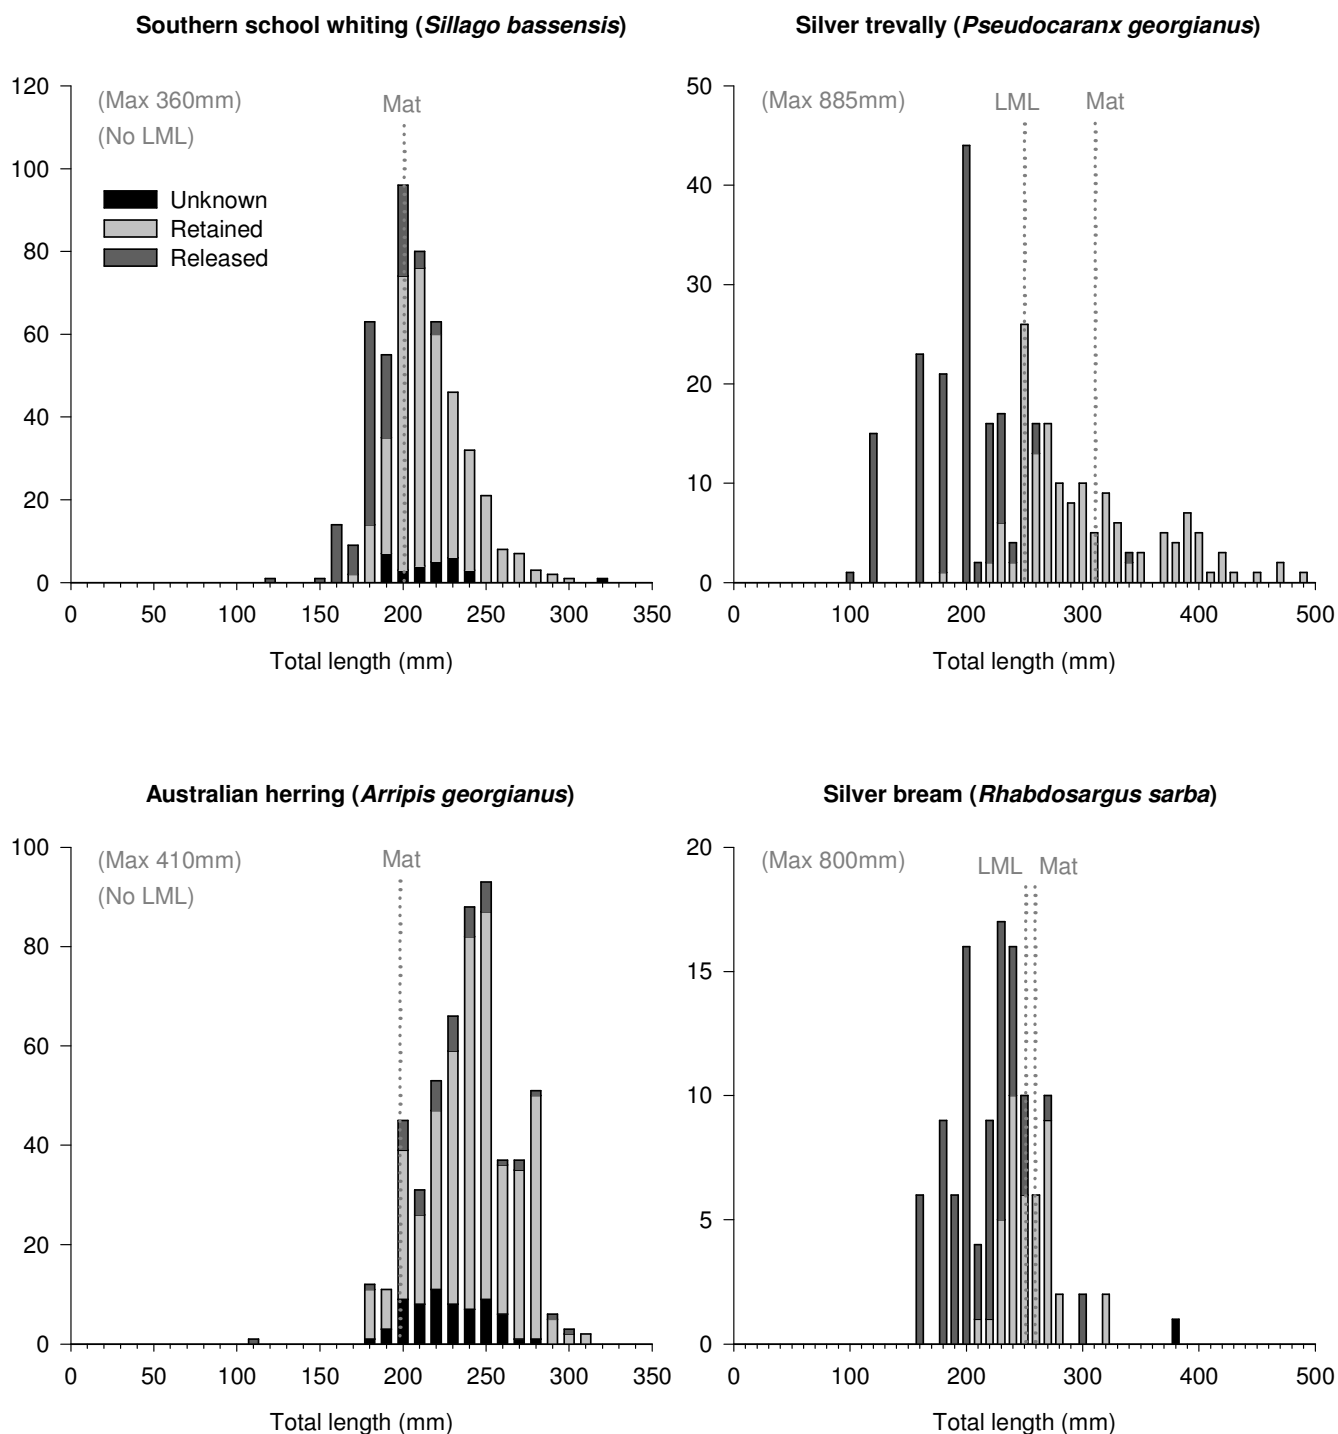 Southern school whiting (Sillago bassensis)
120
100
80
60
40
20
0
(Max 360mm)
(No LML)
Mat
Unknown
Retained
Released
0 50 100 150 200 250 300 350
Total length (mm)
Silver trevally (Pseudocaranx georgianus)
50
40
30
20
10
0
(Max 885mm)
LML
Mat
0 100 200 300 400 500
Total length (mm)
Australian herring (Arripis georgianus)
100
80
60
40
20
0
(Max 410mm)
(No LML)
Mat
0 50 100 150 200 250 300 350
Total length (mm)
Silver bream (Rhabdosargus sarba)
20
15
10
5
0
(Max 800mm)
LML
Mat
0 100 200 300 400 500
Total length (mm)